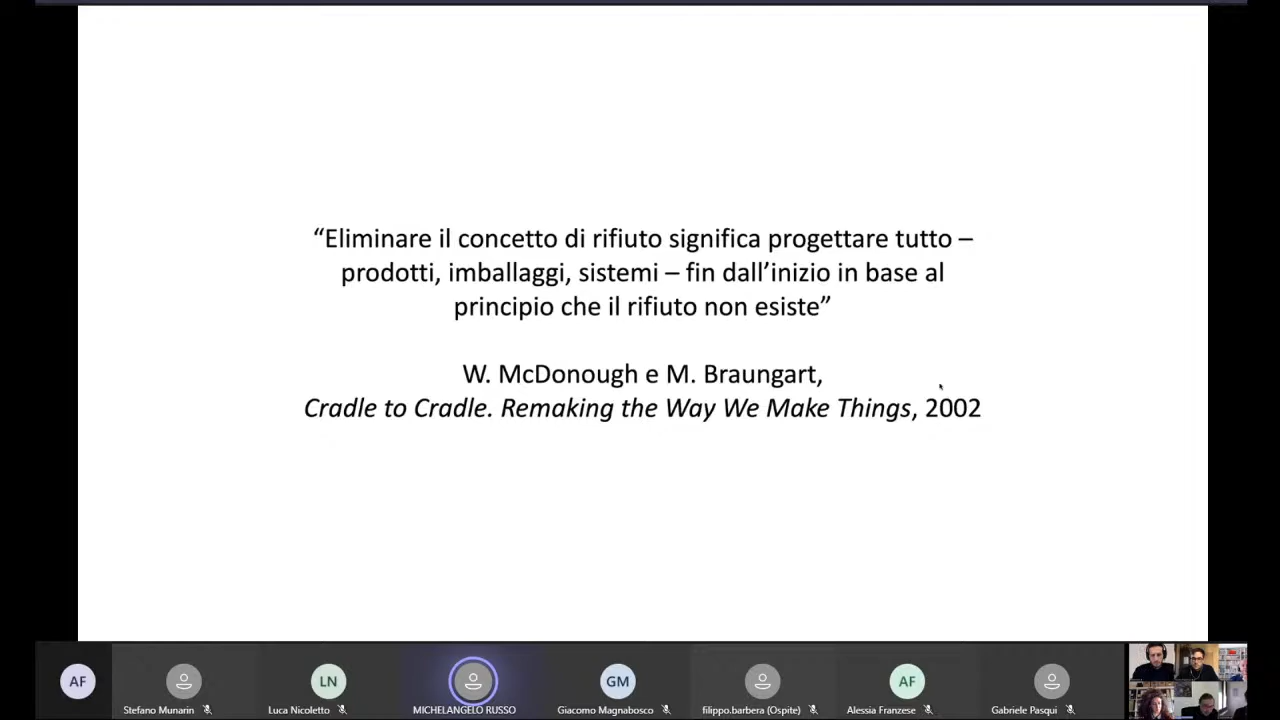 “Eliminare il concetto di rifiuto significa progettare tutto –
prodotti, imballaggi, sistemi – fin dall’inizio in base al
principio che il rifiuto non esiste”
W. McDonough e M. Braungart,
Cradle to Cradle. Remaking the Way We Make Things, 2002
AF
LN
GM
AF
Stefano Munarin
Luca Nicoletto
MICHELANGELO RUSSO
Giacomo Magnabosco
filippo.barbera (Ospite)
Alessia Franzese
Gabriele Pasqui